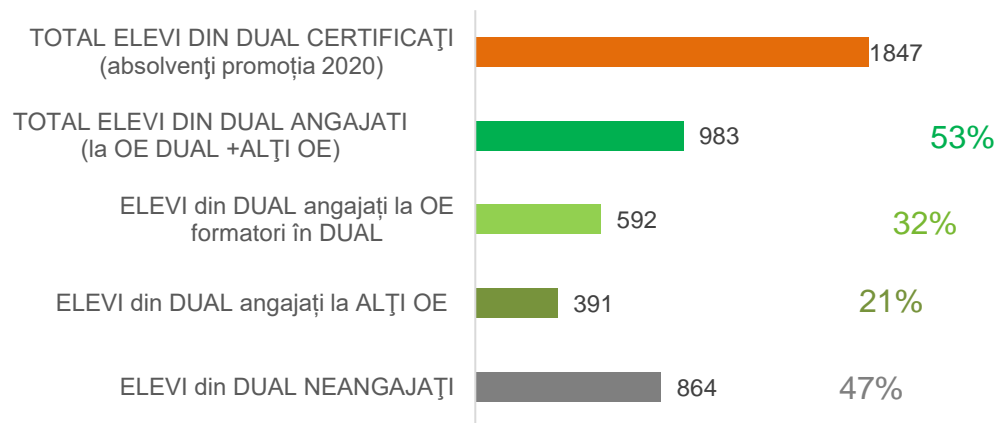 TOTAL ELEVI DIN DUAL CERTIFICAŢI
(absolvenţi promoția 2020)
1847
TOTAL ELEVI DIN DUAL ANGAJATI
(la OE DUAL +ALŢI OE)
983
53%
ELEVI din DUAL angajați la OE
formatori în DUAL
592
32%
ELEVI din DUAL angajați la ALŢI OE
391
21%
ELEVI din DUAL NEANGAJAŢI
864
47%